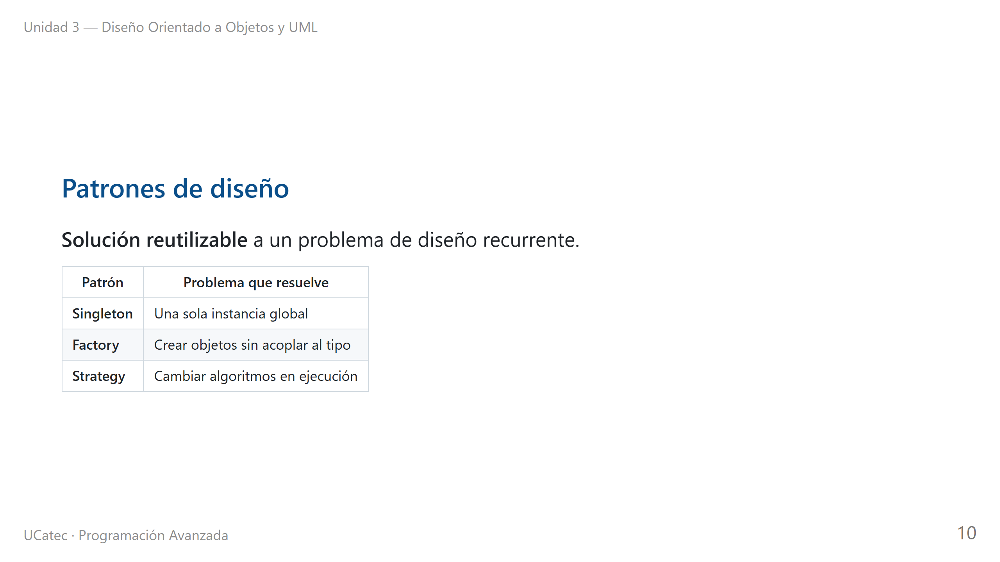 Unidad 3 — Diseño Orientado a Objetos y UML
Patrones de diseño
Solución reutilizable a un problema de diseño recurrente.
Patrón Problema que resuelve
Singleton Una sola instancia global
Factory Crear objetos sin acoplar al tipo
Strategy Cambiar algoritmos en ejecución
UCatec · Programación Avanzada
10